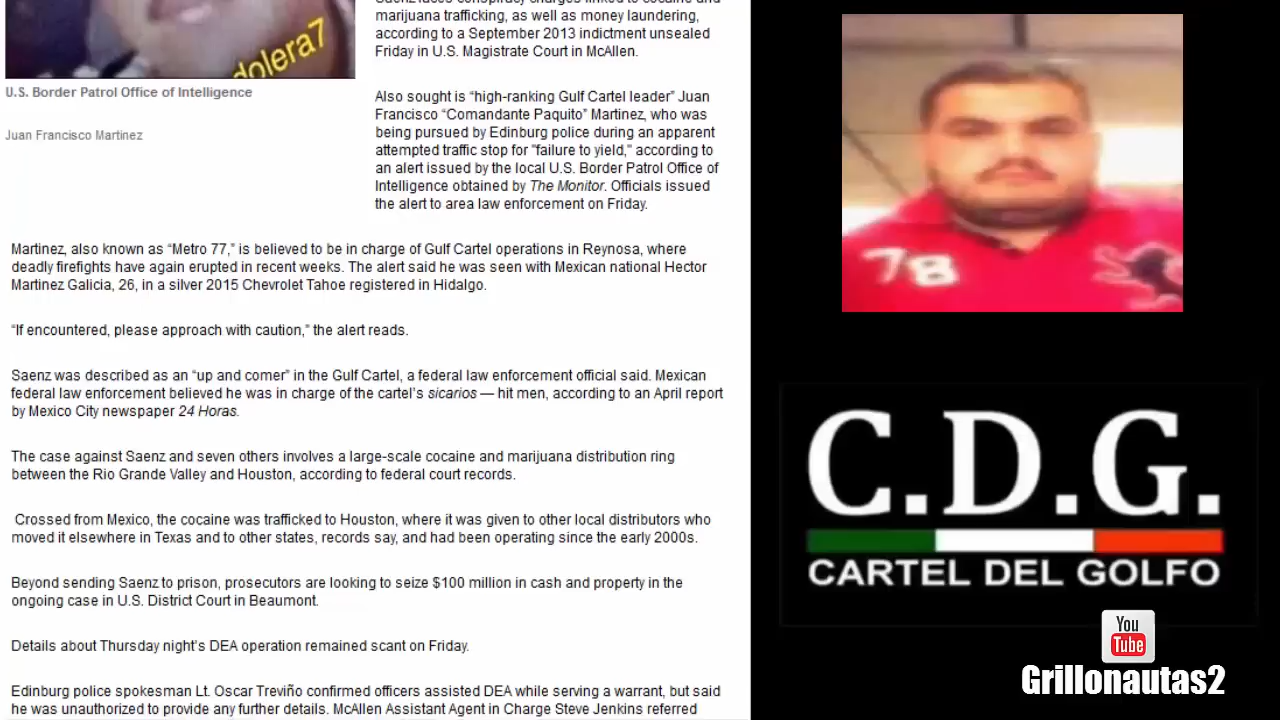 dolera7
U.S. Border Patrol Office of Intelligence
Juan Francisco Martinez
Saenz faces conspiracy charges linked to cocaine and
marijuana trafficking, as well as money laundering,
according to a September 2013 indictment unsealed
Friday in U.S. Magistrate Court in McAllen.
Also sought is “high-ranking Gulf Cartel leader” Juan
Francisco “Comandante Paquito” Martinez, who was
being pursued by Edinburg police during an apparent
attempted traffic stop for "failure to yield,” according to
an alert issued by the local U.S. Border Patrol Office of
Intelligence obtained by The Monitor. Officials issued
the alert to area law enforcement on Friday.
Martinez, also known as “Metro 77,” is believed to be in charge of Gulf Cartel operations in Reynosa, where
deadly firefights have again erupted in recent weeks. The alert said he was seen with Mexican national Hector
Martinez Galicia, 26, in a silver 2015 Chevrolet Tahoe registered in Hidalgo.
“If encountered, please approach with caution,” the alert reads.
Saenz was described as an “up and comer” in the Gulf Cartel, a federal law enforcement official said. Mexican
federal law enforcement believed he was in charge of the cartel’s sicarios — hit men, according to an April report
by Mexico City newspaper 24 Horas.
The case against Saenz and seven others involves a large-scale cocaine and marijuana distribution ring
between the Rio Grande Valley and Houston, according to federal court records.
Crossed from Mexico, the cocaine was trafficked to Houston, where it was given to other local distributors who
moved it elsewhere in Texas and to other states, records say, and had been operating since the early 2000s.
Beyond sending Saenz to prison, prosecutors are looking to seize $100 million in cash and property in the
ongoing case in U.S. District Court in Beaumont.
Details about Thursday night’s DEA operation remained scant on Friday.
Edinburg police spokesman Lt. Oscar Treviño confirmed officers assisted DEA while serving a warrant, but said
he was unauthorized to provide any further details. McAllen Assistant Agent in Charge Steve Jenkins referred
78
C.D.G.
CARTEL DEL GOLFO
You
Tube
Grillonautas2